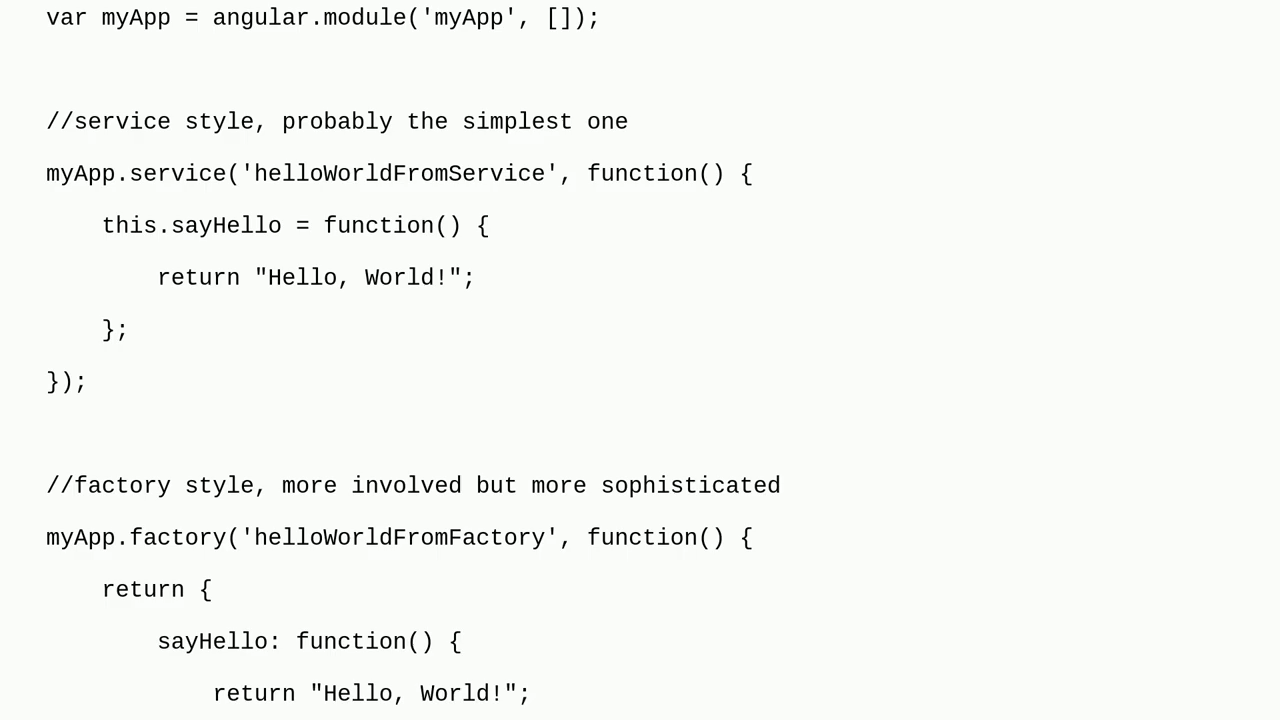 var myApp = angular.module('myApp', []);
//service style, probably the simplest one
myApp.service('helloWorldFromService', function() {
    this.sayHello = function() {
        return "Hello, World!";
    };
});
//factory style, more involved but more sophisticated
myApp.factory('helloWorldFromFactory', function() {
    return {
        sayHello: function() {
            return "Hello, World!";